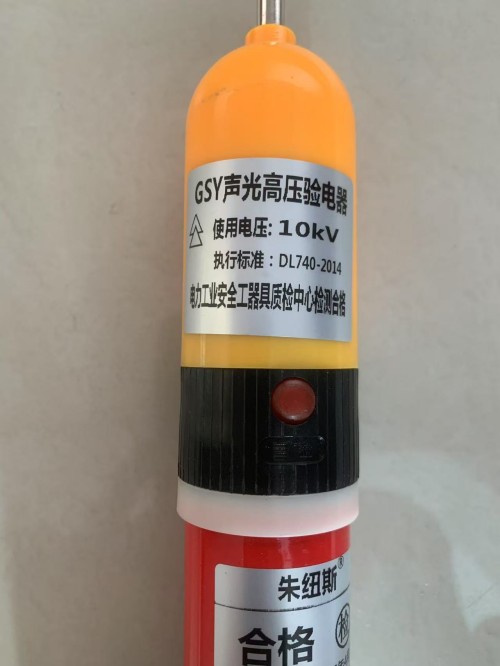 GSY声光高压验电器
使用电压: 10kV
执行标准：DL740-2014
电力工业安全工器具质检中心检测合格
朱纽斯®
合格
检